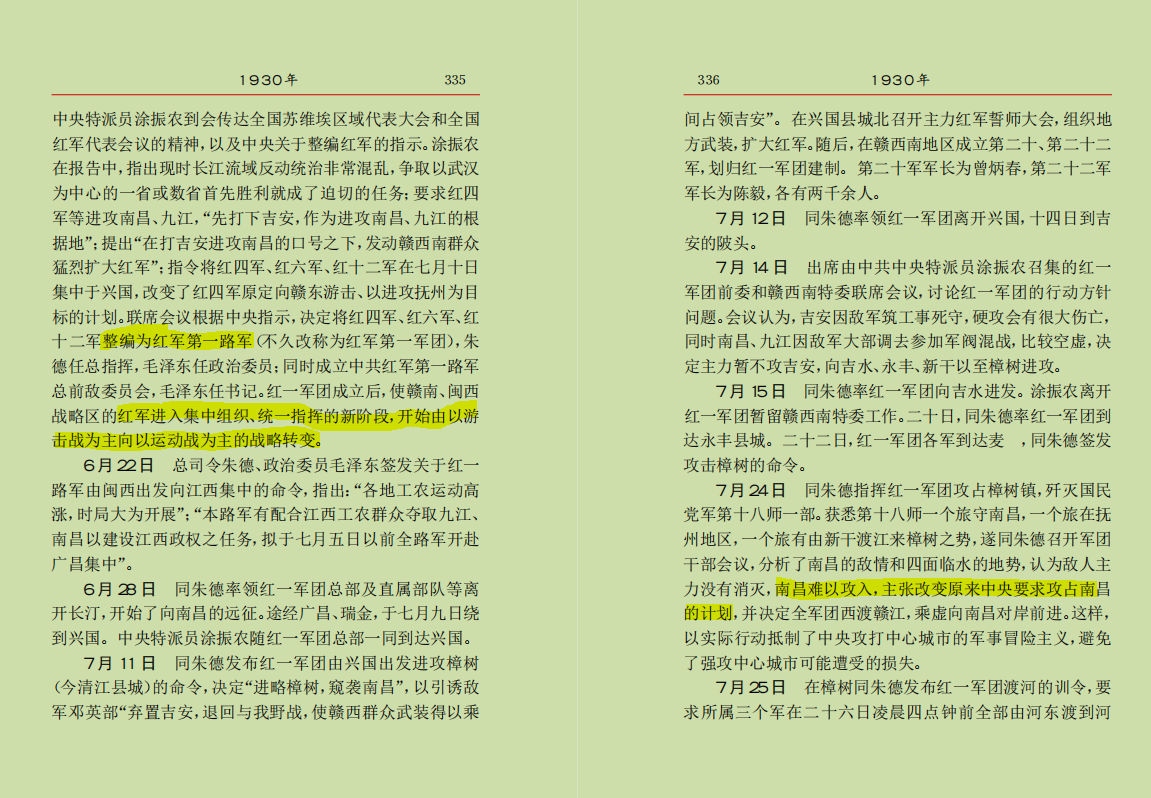 1930年 335
中央特派员涂振农到会传达全国苏维埃区域代表大会和全国
红军代表会议的精神，以及中央关于整编红军的指示。涂振农
在报告中，指出现时长江流域反动统治非常混乱，争取以武汉
为中心的一省或数省首先胜利就成了迫切的任务；要求红四
军等进攻南昌、九江，“先打下吉安，作为进攻南昌、九江的根
据地”；提出“在打吉安进攻南昌的口号之下，发动赣西南群众
猛烈扩大红军”；指令将红四军、红六军、红十二军在七月十日
集中于兴国，改变了红四军原定向赣东游击、以进攻抚州为目
标的计划。联席会议根据中央指示，决定将红四军、红六军、红
十二军整编为红军第一路军（不久改称为红军第一军团），朱
德任总指挥，毛泽东任政治委员；同时成立中共红军第一路军
总前敌委员会，毛泽东任书记。红一军团成立后，使赣南、闽西
战略区的红军进入集中组织、统一指挥的新阶段，开始由以游
击战为主向以运动战为主的战略转变。
6月22日 总司令朱德、政治委员毛泽东签发关于红一
路军由闽西出发向江西集中的命令，指出：“各地工农运动高
涨，时局大为开展”；“本路军有配合江西工农群众夺取九江、
南昌以建设江西政权之任务，拟于七月五日以前全路军开赴
广昌集中”。
6月28日 同朱德率领红一军团总部及直属部队等离
开长汀，开始了向南昌的远征。途经广昌、瑞金，于七月九日绕
到兴国。中央特派员涂振农随红一军团总部一同到达兴国。
7月11日 同朱德发布红一军团由兴国出发进攻樟树
（今清江县城）的命令，决定“进略樟树，窥袭南昌”，以引诱敌
军邓英部“弃置吉安，退回与我野战，使赣西群众武装得以乘
336 1930年
间占领吉安”。在兴国县城北召开主力红军誓师大会，组织地
方武装，扩大红军。随后，在赣西南地区成立第二十、第二十二
军，划归红一军团建制。第二十军军长为曾炳春，第二十二军
军长为陈毅，各有两千余人。
7月12日 同朱德率领红一军团离开兴国，十四日到吉
安的陂头。
7月14日 出席由中共中央特派员涂振农召集的红一
军团前委和赣西南特委联席会议，讨论红一军团的行动方针
问题。会议认为，吉安因敌军筑工事死守，硬攻会有很大伤亡，
同时南昌、九江因敌军大部调去参加军阀混战，比较空虚，决
定主力暂不攻吉安，向吉水、永丰、新干以至樟树进攻。
7月15日 同朱德率红一军团向吉水进发。涂振农离开
红一军团暂留赣西南特委工作。二十日，同朱德率红一军团到
达永丰县城。二十二日，红一军团各军到达麦 ，同朱德签发
攻击樟树的命令。
7月24日 同朱德指挥红一军团攻占樟树镇，歼灭国民
党军第十八师一部。获悉第十八师一个旅守南昌，一个旅在抚
州地区，一个旅有由新干渡江来樟树之势，遂同朱德召开军团
干部会议，分析了南昌的敌情和四面临水的地势，认为敌人主
力没有消灭，南昌难以攻入，主张改变原来中央要求攻占南昌
的计划，并决定全军团西渡赣江，乘虚向南昌对岸前进。这样，
以实际行动抵制了中央攻打中心城市的军事冒险主义，避免
了强攻中心城市可能遭受的损失。
7月25日 在樟树同朱德发布红一军团渡河的训令，要
求所属三个军在二十六日凌晨四点钟前全部由河东渡到河